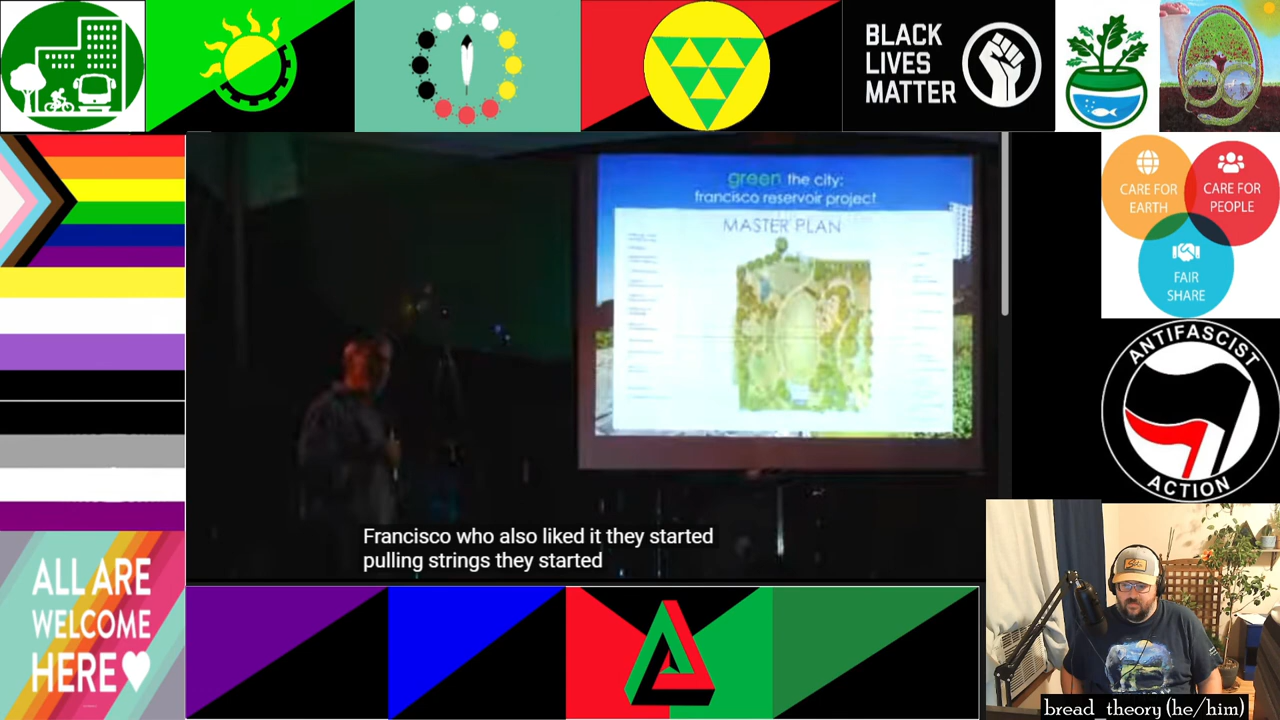 BLACK
LIVES
MATTER
CARE FOR
EARTH
CARE FOR
PEOPLE
FAIR
SHARE
green the city:
francisco reservoir project
MASTER PLAN
ANTIFASCIST
ACTION
Francisco who also liked it they started
pulling strings they started
ALL ARE
WELCOME
HERE
bread_theory (he/him)